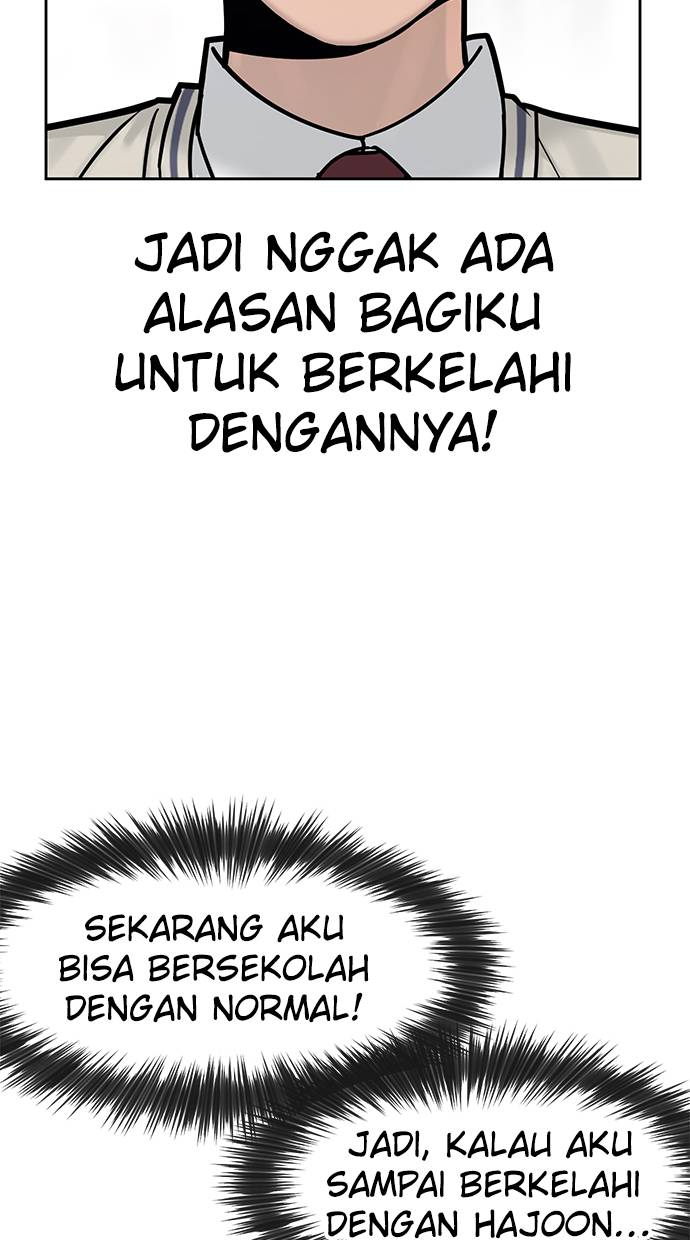 JADI NGGAK ADA
ALASAN BAGIKU
UNTUK BERKELAHI
DENGANNYA!
SEKARANG AKU
BISA BERSEKOLAH
DENGAN NORMAL!
JADI, KALAU AKU
SAMPAI BERKELAHI
DENGAN HAJOON...